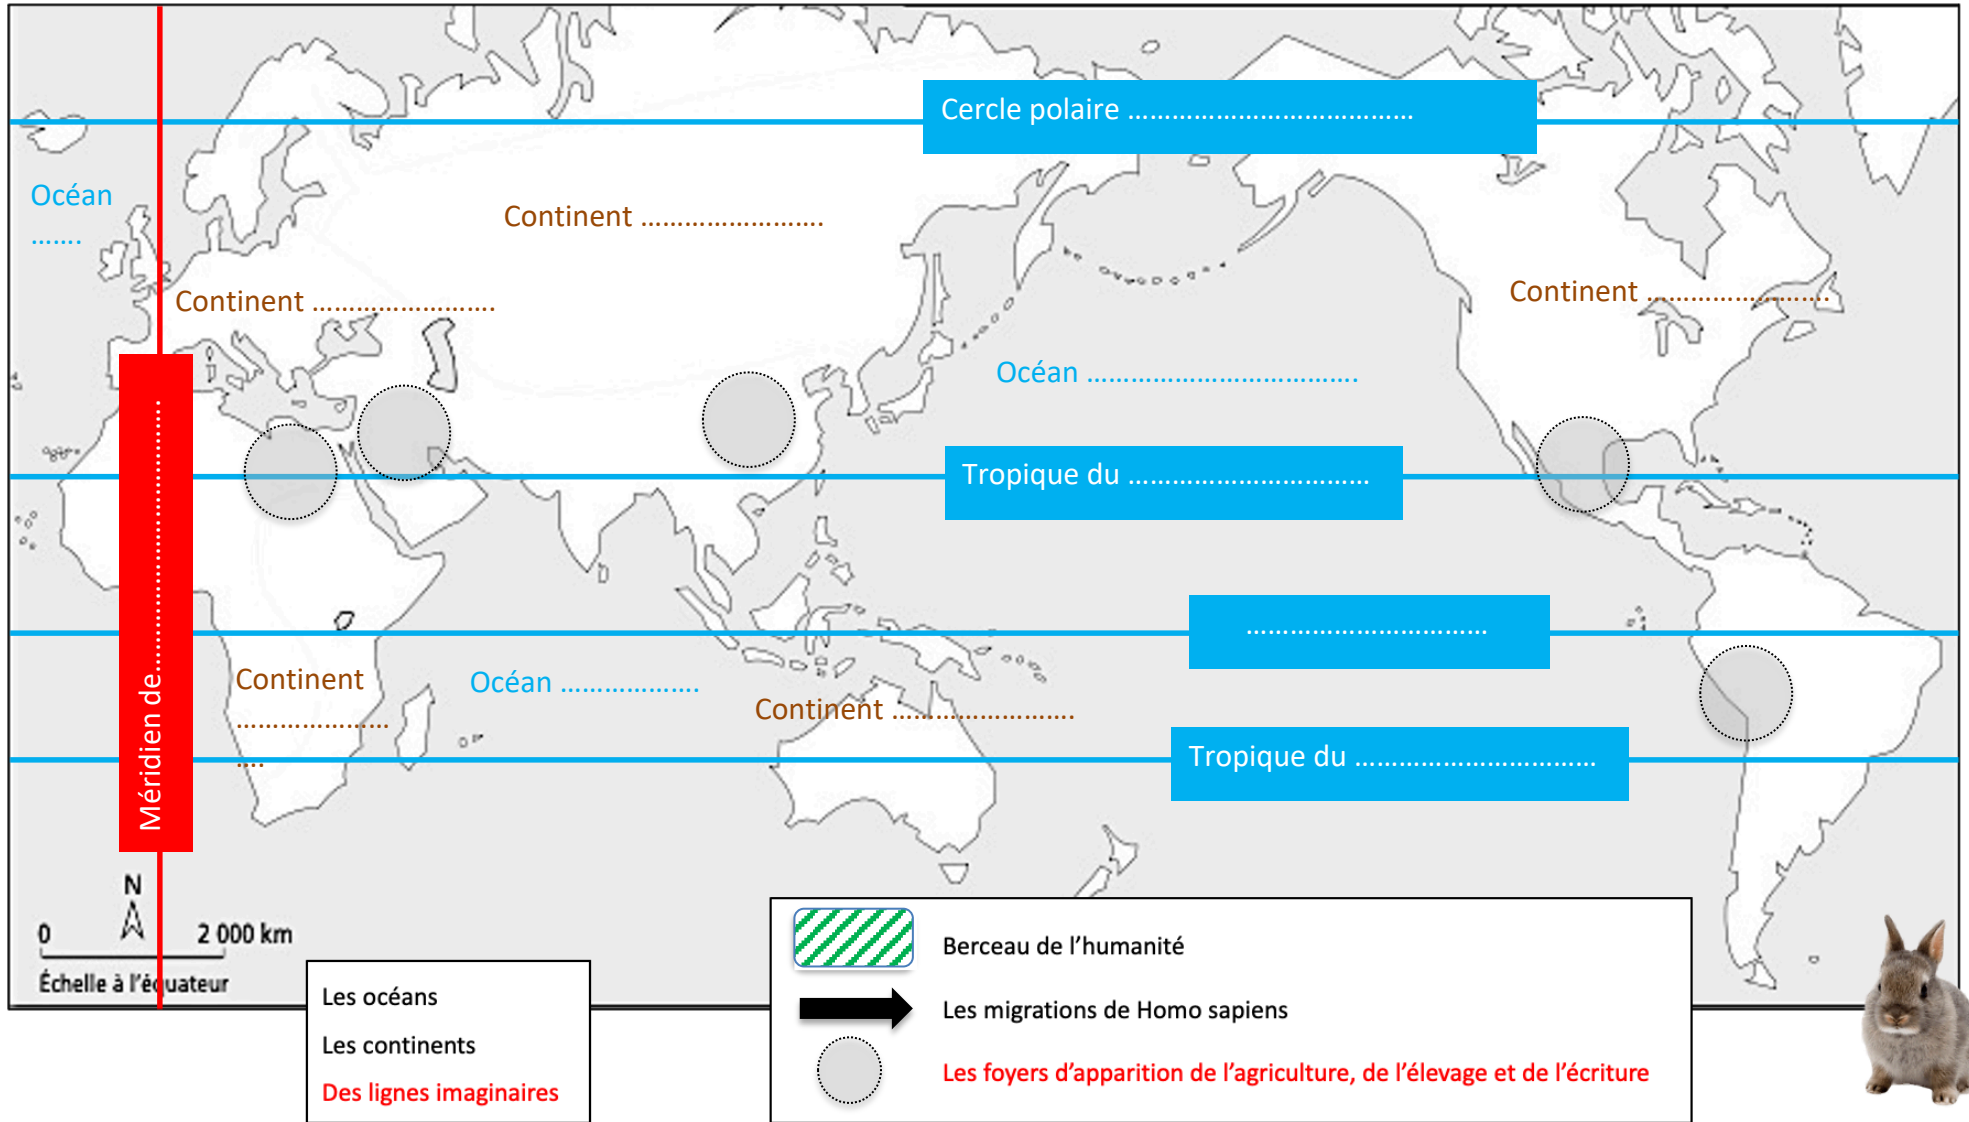 Cercle polaire ……………………………………
Océan
…….
Continent …………………….
Continent …………………….
Continent …………………….
Océan ……………………………….
Méridien de……………………………………
Tropique du ……………………………
……………………………
Continent
…………………
….
Océan ……………….
Continent …………………….
Tropique du ……………………………
N
0 2 000 km
Échelle à l'équateur
Les océans
Les continents
Des lignes imaginaires
Berceau de l'humanité
Les migrations de Homo sapiens
Les foyers d'apparition de l'agriculture, de l'élevage et de l'écriture